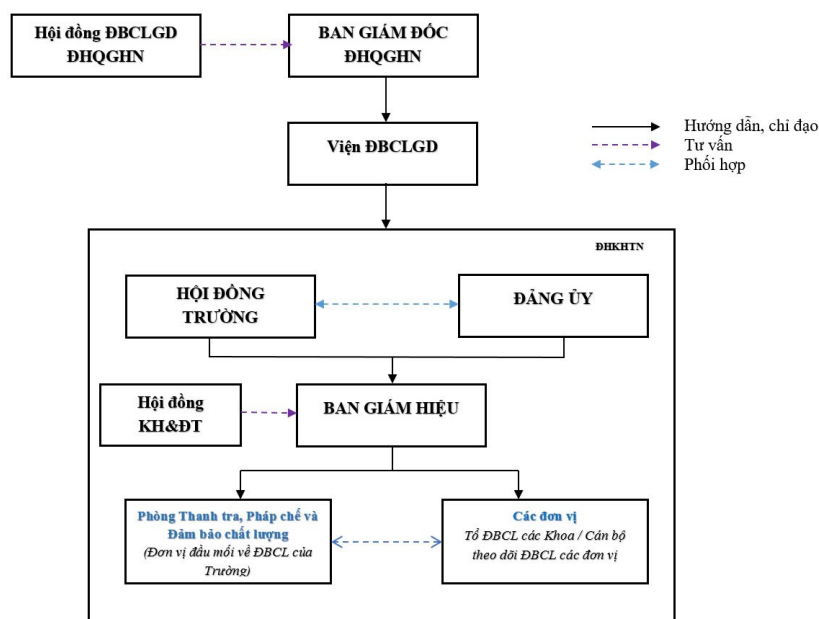 Hội đồng ĐBCLGD
ĐHQGHN
BAN GIÁM ĐỐC
ĐHQGHN
Viện ĐBCLGD
Hướng dẫn, chỉ đạo
Tư vấn
Phối hợp
ĐHKHTN
HỘI ĐỒNG
TRƯỜNG
ĐẢNG ỦY
Hội đồng
KH&ĐT
BAN GIÁM HIỆU
Phòng Thanh tra, Pháp chế và
Đảm bảo chất lượng
(Đơn vị đầu mối về ĐBCL của
Trường)
Các đơn vị
Tổ ĐBCL các Khoa / Cán bộ
theo dõi ĐBCL các đơn vị